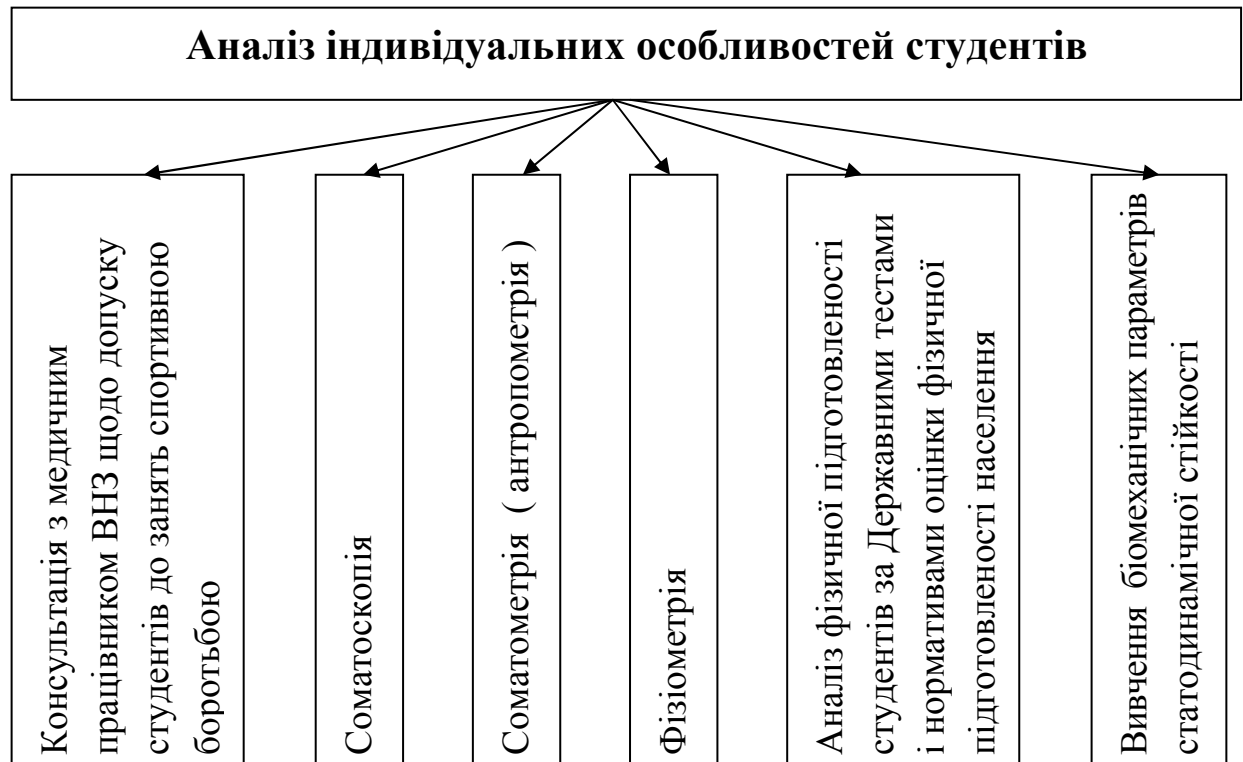 Аналіз індивідуальних особливостей студентів
Консультація з медичним
працівником ВНЗ щодо допуску
студентів до занять спортивною
боротьбою
Соматоскопія
Соматометрія ( антропометрія )
Фізіометрія
Аналіз фізичної підготовленості
студентів за Державними тестами
і нормативами оцінки фізичної
підготовленості населення
Вивчення біомеханічних параметрів
статодинамічної стійкості